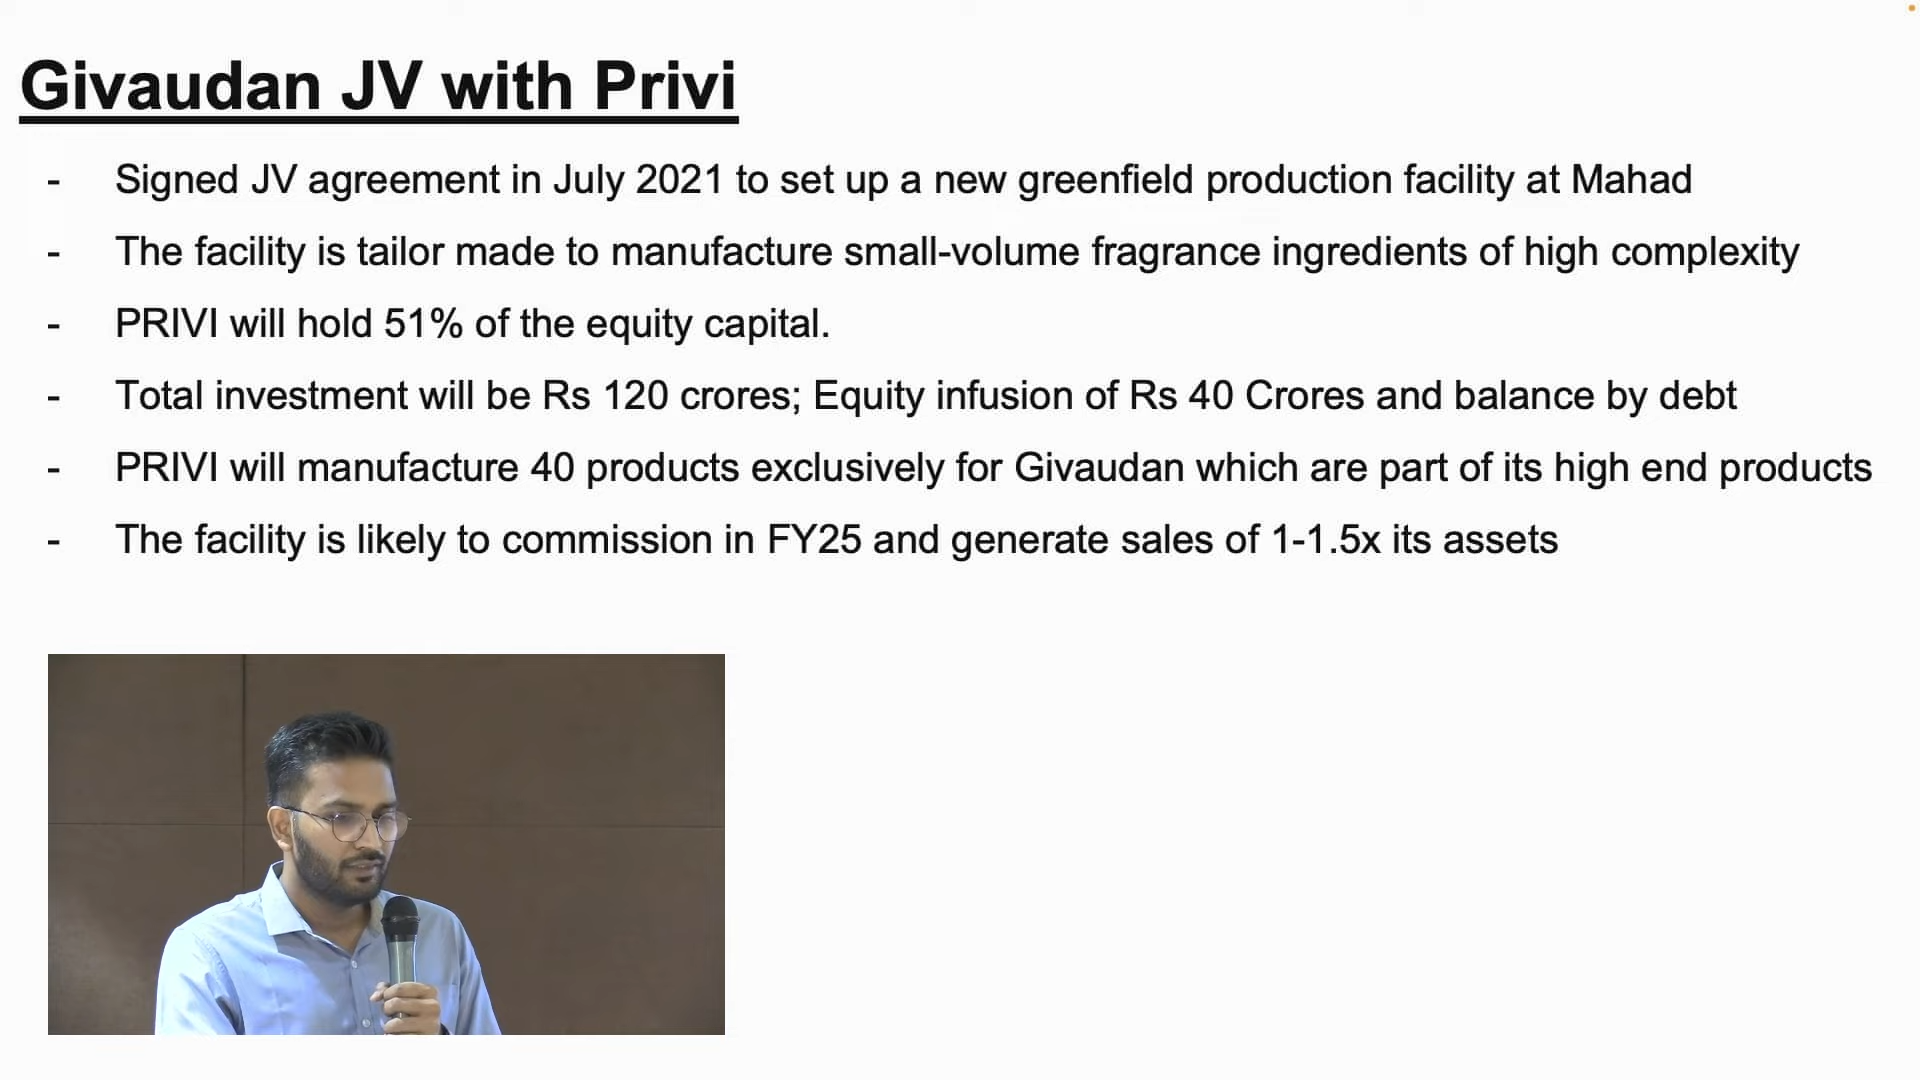 Givaudan JV with Privi
- Signed JV agreement in July 2021 to set up a new greenfield production facility at Mahad
- The facility is tailor made to manufacture small-volume fragrance ingredients of high complexity
- PRIVI will hold 51% of the equity capital.
- Total investment will be Rs 120 crores; Equity infusion of Rs 40 Crores and balance by debt
- PRIVI will manufacture 40 products exclusively for Givaudan which are part of its high end products
- The facility is likely to commission in FY25 and generate sales of 1-1.5x its assets